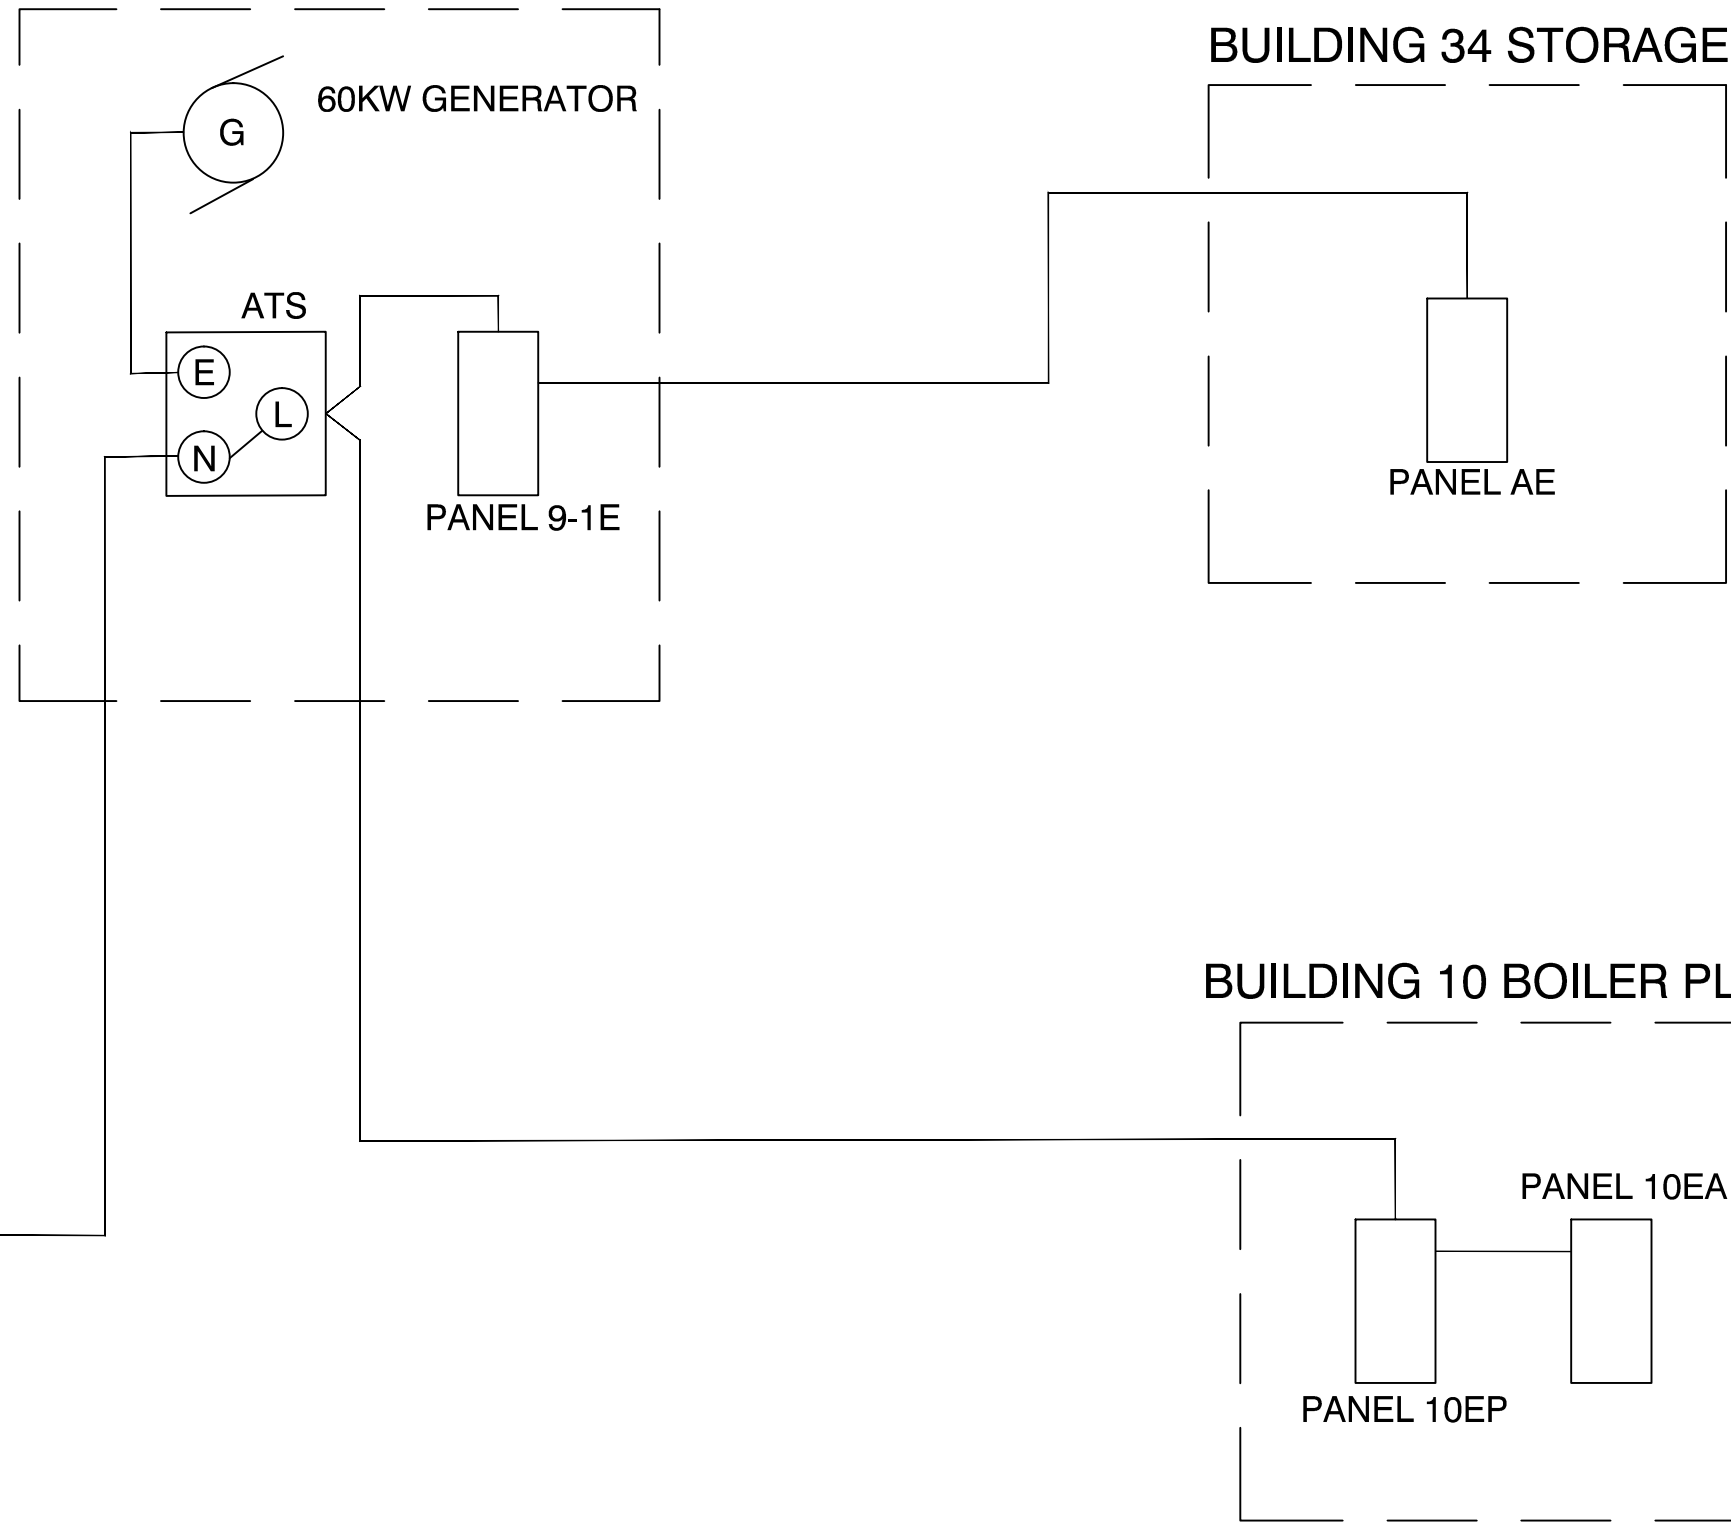 BUILDING 34 STORAGE
60KW GENERATOR
G
ATS
E
L
N
PANEL 9-1E
PANEL AE
BUILDING 10 BOILER PL
PANEL 10EA
PANEL 10EP